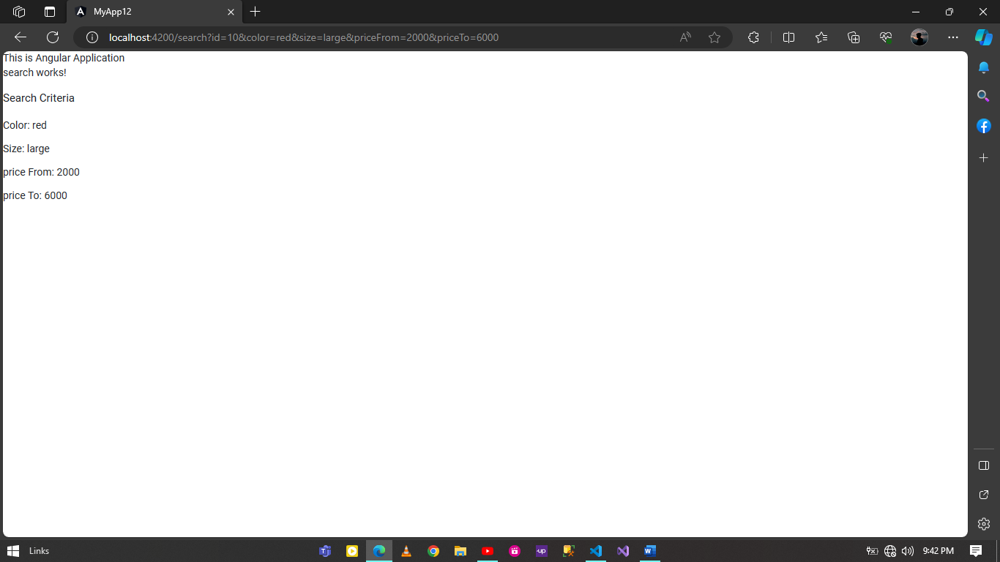 MyApp12
localhost:4200/search?id=10&color=red&size=large&priceFrom=2000&priceTo=6000
This is Angular Application
search works!
Search Criteria
Color: red
Size: large
price From: 2000
price To: 6000
Links
9:42 PM